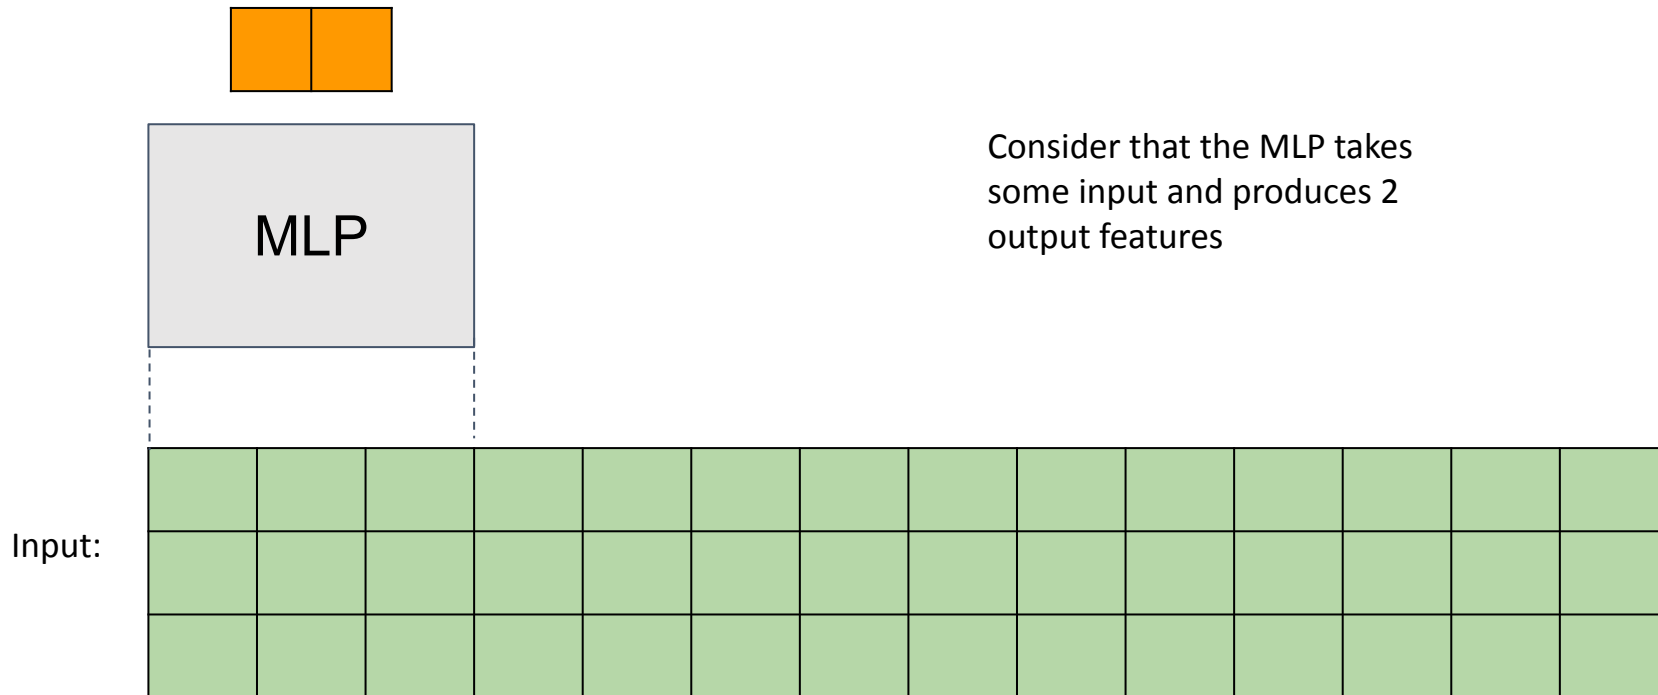 Consider that the MLP takes
some input and produces 2
output features
MLP
Input: